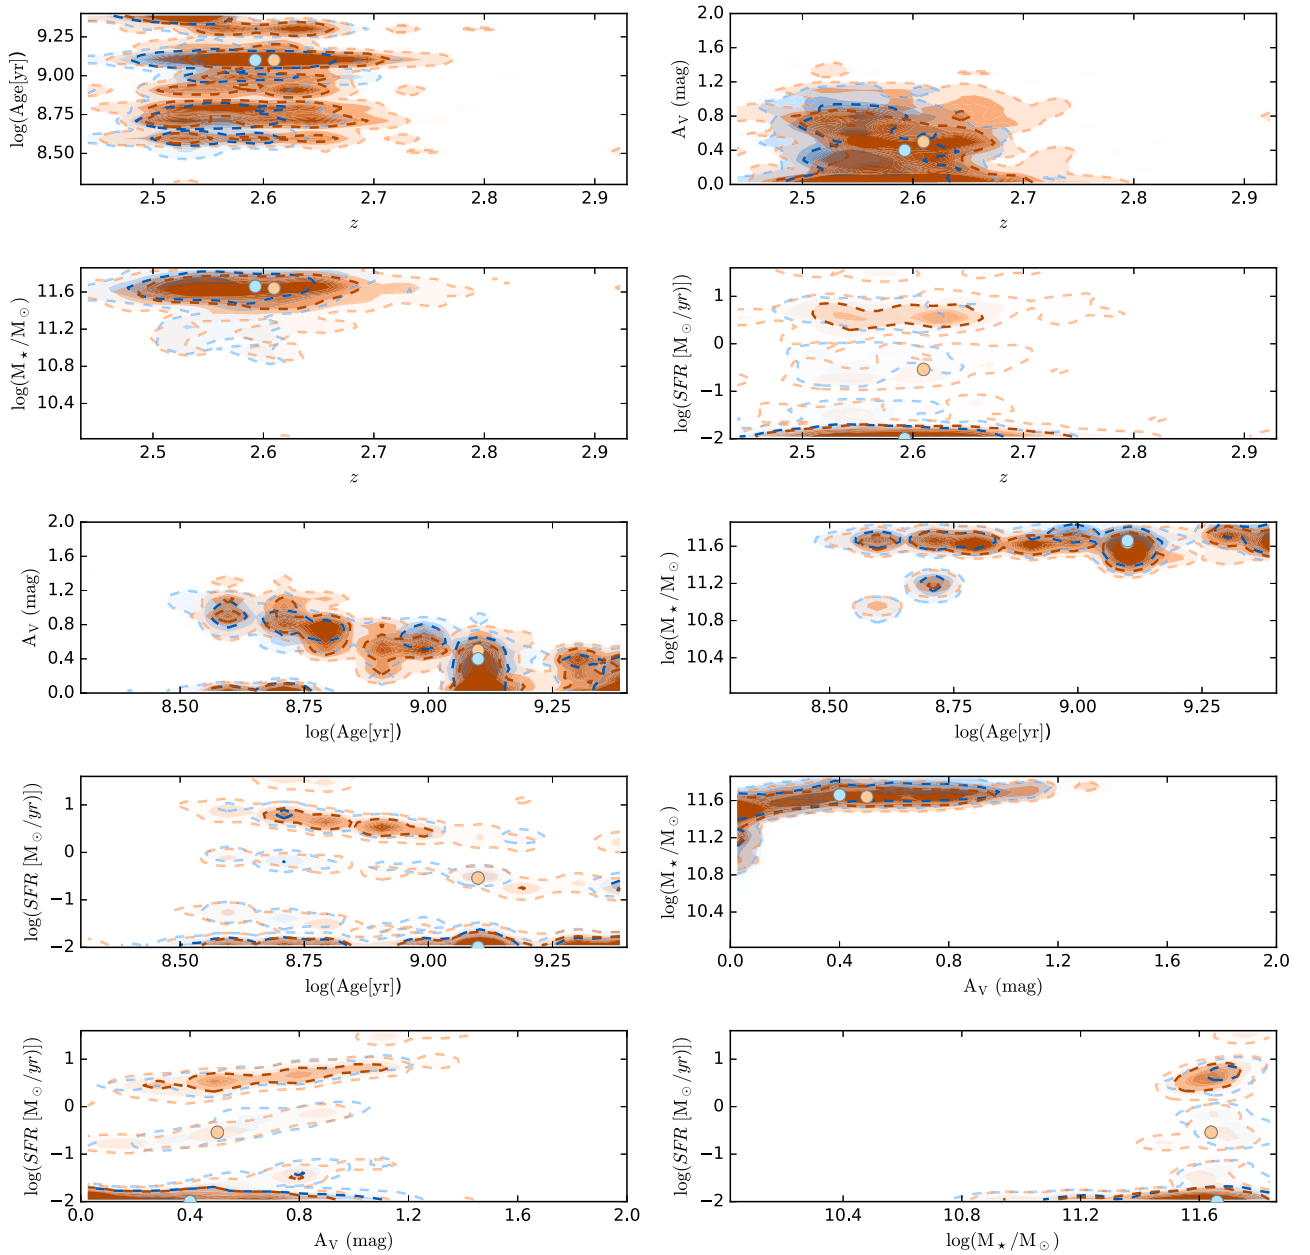 9.25
9.00
8.75
8.50
log(Age[yr])
2.5 2.6 2.7 2.8 2.9
z
2.0
1.6
1.2
0.8
0.4
0.0
A_V (mag)
2.5 2.6 2.7 2.8 2.9
z
11.6
11.2
10.8
10.4
log(M⋆/M⊙)
2.5 2.6 2.7 2.8 2.9
z
1
0
−1
−2
log(SFR [M⊙/yr)])
2.5 2.6 2.7 2.8 2.9
z
2.0
1.6
1.2
0.8
0.4
0.0
A_V (mag)
8.50 8.75 9.00 9.25
log(Age[yr])
11.6
11.2
10.8
10.4
log(M⋆/M⊙)
8.50 8.75 9.00 9.25
log(Age[yr])
1
0
−1
−2
log(SFR [M⊙/yr)])
8.50 8.75 9.00 9.25
log(Age[yr])
11.6
11.2
10.8
10.4
log(M⋆/M⊙)
0.0 0.4 0.8 1.2 1.6 2.0
A_V (mag)
1
0
−1
−2
log(SFR [M⊙/yr)])
0.0 0.4 0.8 1.2 1.6 2.0
A_V (mag)
1
0
−1
−2
log(SFR [M⊙/yr)])
10.4 10.8 11.2 11.6
log(M⋆/M⊙)